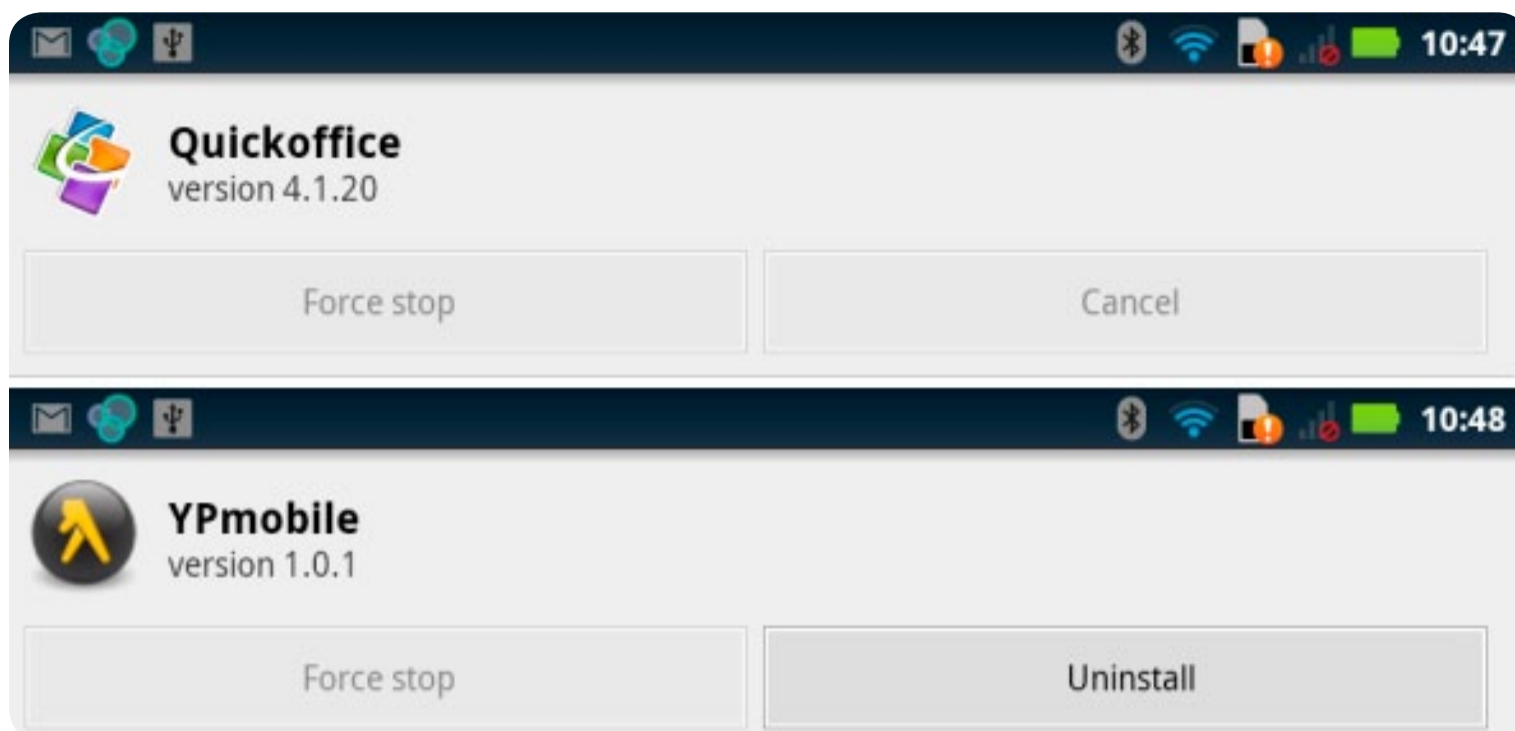 10:47
Quickoffice
version 4.1.20
Force stop Cancel
10:48
YPmobile
version 1.0.1
Force stop Uninstall